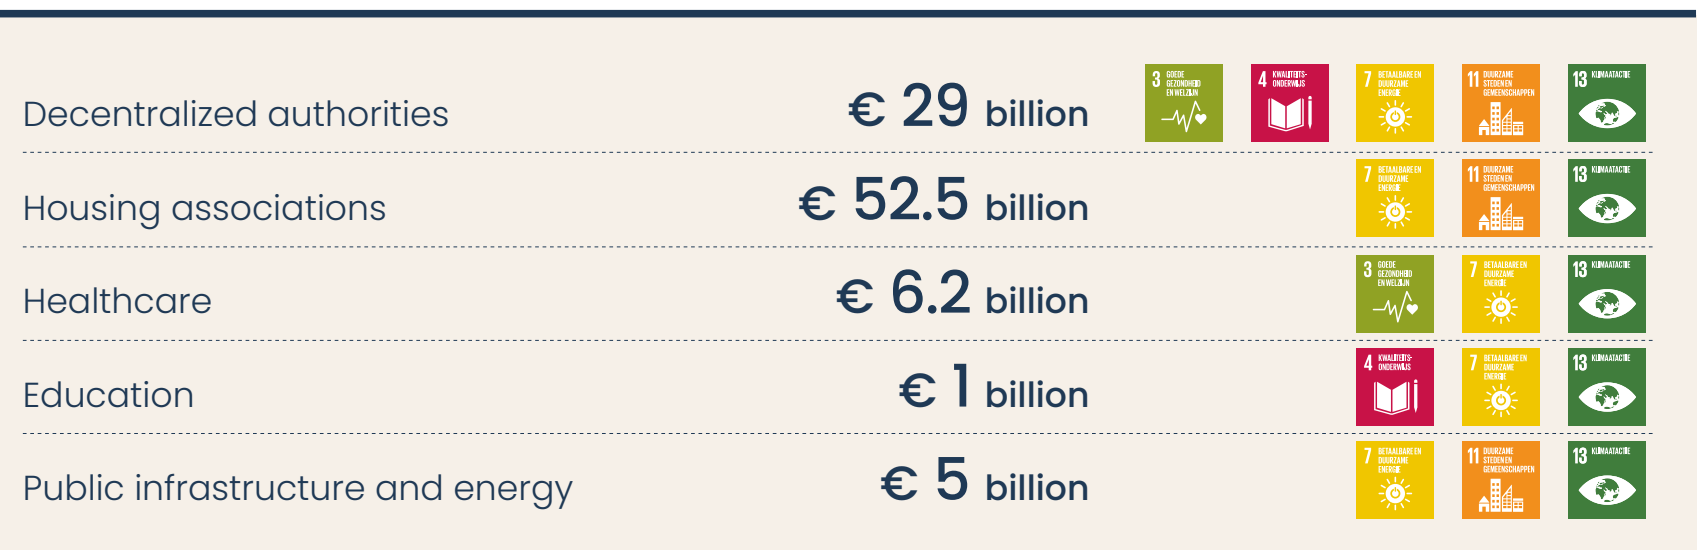 Decentralized authorities € 29 billion
3 GOEDE
GEZONDHEID
EN WELZIJN
4 KWALITEITS-
ONDERWIJS
7 BETAALBARE EN
DUURZAME
ENERGIE
11 DUURZAME
STEDEN EN
GEMEENSCHAPPEN
13 KLIMAATACTIE
Housing associations € 52.5 billion
7 BETAALBARE EN
DUURZAME
ENERGIE
11 DUURZAME
STEDEN EN
GEMEENSCHAPPEN
13 KLIMAATACTIE
Healthcare € 6.2 billion
3 GOEDE
GEZONDHEID
EN WELZIJN
7 BETAALBARE EN
DUURZAME
ENERGIE
13 KLIMAATACTIE
Education € 1 billion
4 KWALITEITS-
ONDERWIJS
7 BETAALBARE EN
DUURZAME
ENERGIE
13 KLIMAATACTIE
Public infrastructure and energy € 5 billion
7 BETAALBARE EN
DUURZAME
ENERGIE
11 DUURZAME
STEDEN EN
GEMEENSCHAPPEN
13 KLIMAATACTIE